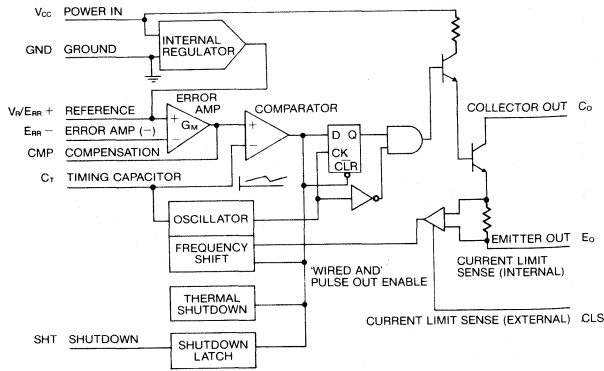 VCC POWER IN
INTERNAL
REGULATOR
GND GROUND
VR/ERR + REFERENCE
ERROR
AMP
GM
+
−
ERR − ERROR AMP (−)
CMP COMPENSATION
COMPARATOR
+
−
D Q
CK
CLR
COLLECTOR OUT CO
CT TIMING CAPACITOR
OSCILLATOR
FREQUENCY
SHIFT
EMITTER OUT EO
CURRENT LIMIT
SENSE (INTERNAL)
'WIRED AND'
PULSE OUT ENABLE
THERMAL
SHUTDOWN
CURRENT LIMIT SENSE (EXTERNAL) CLS
SHT SHUTDOWN
SHUTDOWN
LATCH